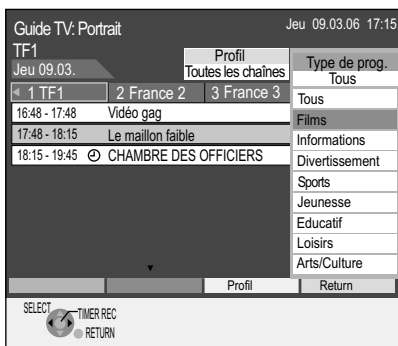 Guide TV: Portrait
Jeu 09.03.06 17:15
TF1
Jeu 09.03.
Profil
Toutes les chaînes
Type de prog.
Tous
1 TF1
2 France 2
3 France 3
16:48 - 17:48 Vidéo gag
17:48 - 18:15 Le maillon faible
18:15 - 19:45 CHAMBRE DES OFFICIERS
Tous
Films
Informations
Divertissement
Sports
Jeunesse
Educatif
Loisirs
Arts/Culture
Profil
Return
SELECT
TIMER REC
RETURN